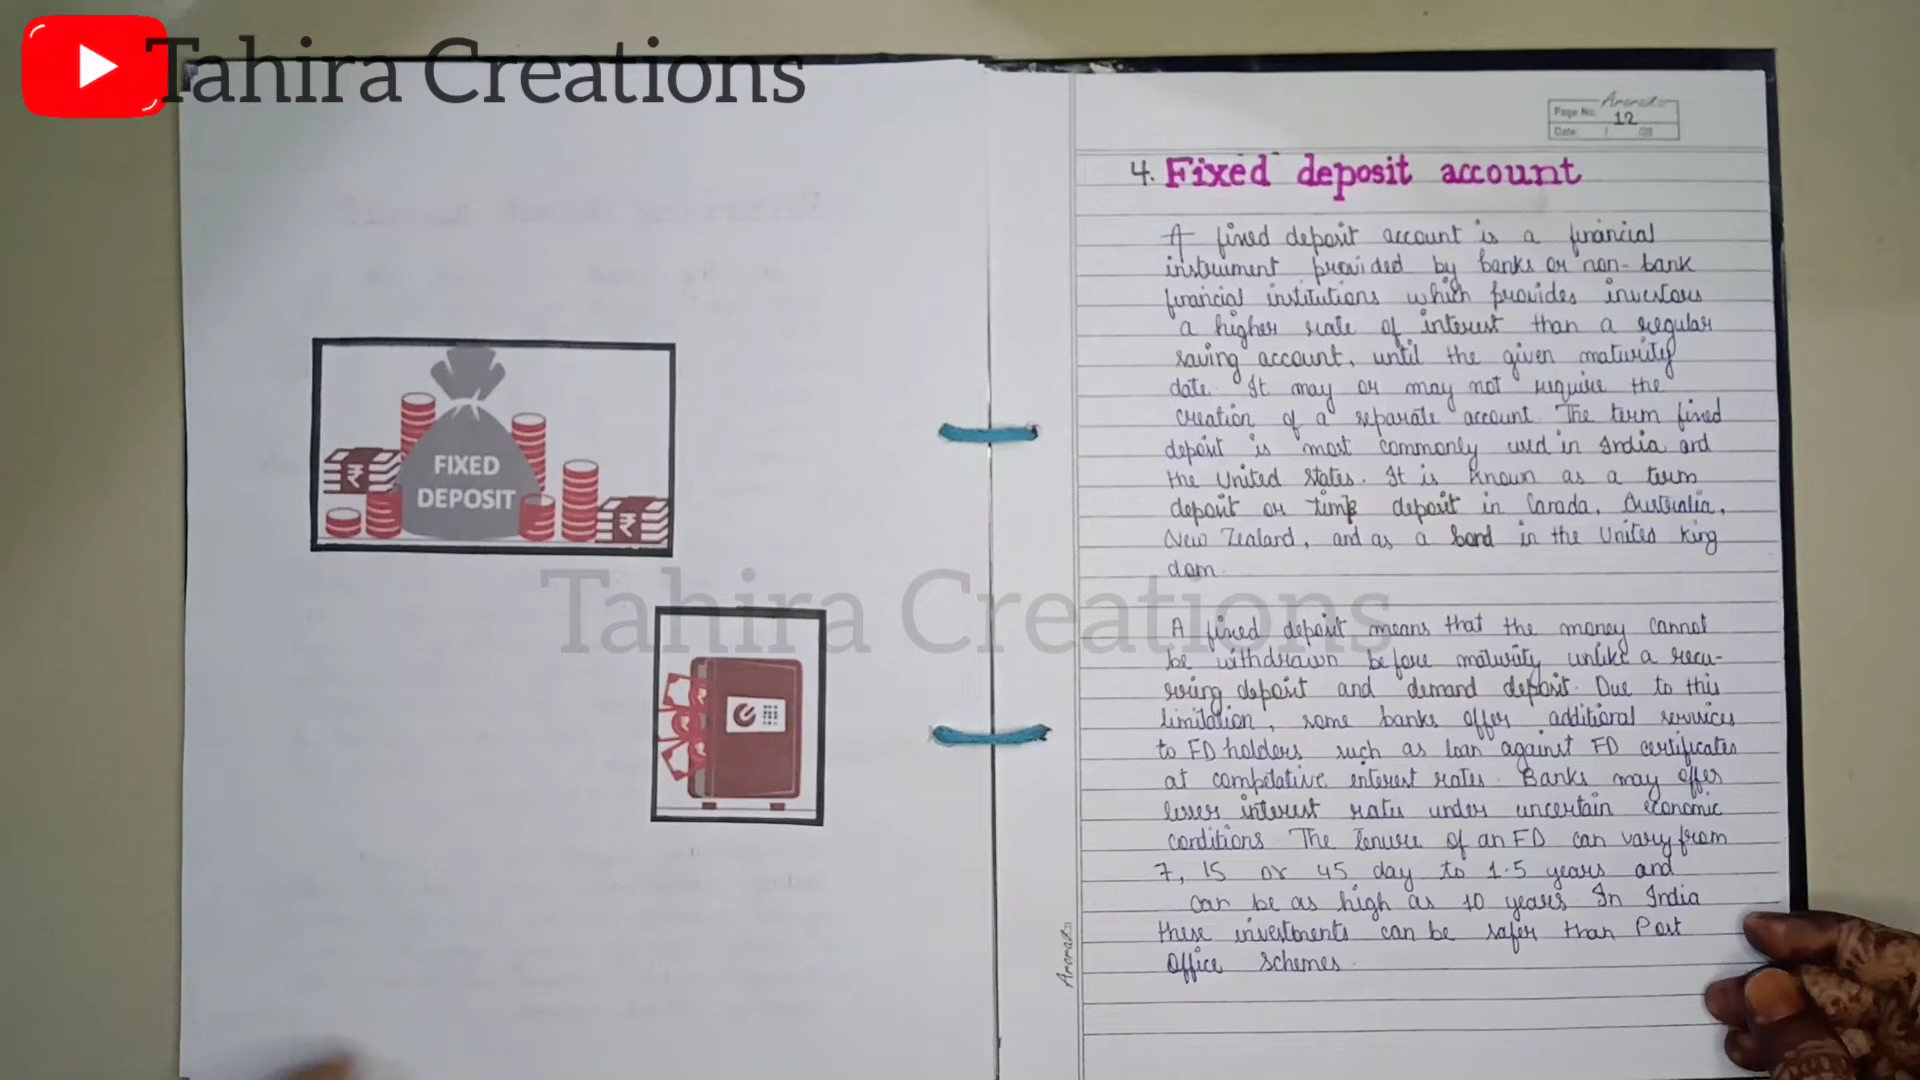 Tahira Creations
Page No. 12
Date: / /20
4. Fixed deposit account
A fixed deposit account is a financial
instrument provided by banks or non-bank
financial institutions which provides investors
a higher rate of interest than a regular
saving account, until the given maturity
date. It may or may not require the
creation of a separate account. The term fixed
deposit is most commonly used in India and
the United States. It is known as a term
deposit or time deposit in Canada, Australia,
New Zealand, and as a bond in the United King
dom.
A fixed deposit means that the money cannot
be withdrawn before maturity unlike a recu-
rring deposit and demand deposit. Due to this
limitation, some banks offer additional services
to FD holders such as loan against FD certificates
at competative interest rates. Banks may offer
lesser interest rates under uncertain economic
conditions. The tenure of an FD can vary from
7, 15 or 45 day to 1.5 years and
can be as high as 10 years In India
these investments can be safer than Post
Office schemes.
FIXED
DEPOSIT
₹
₹
Tahira Creations